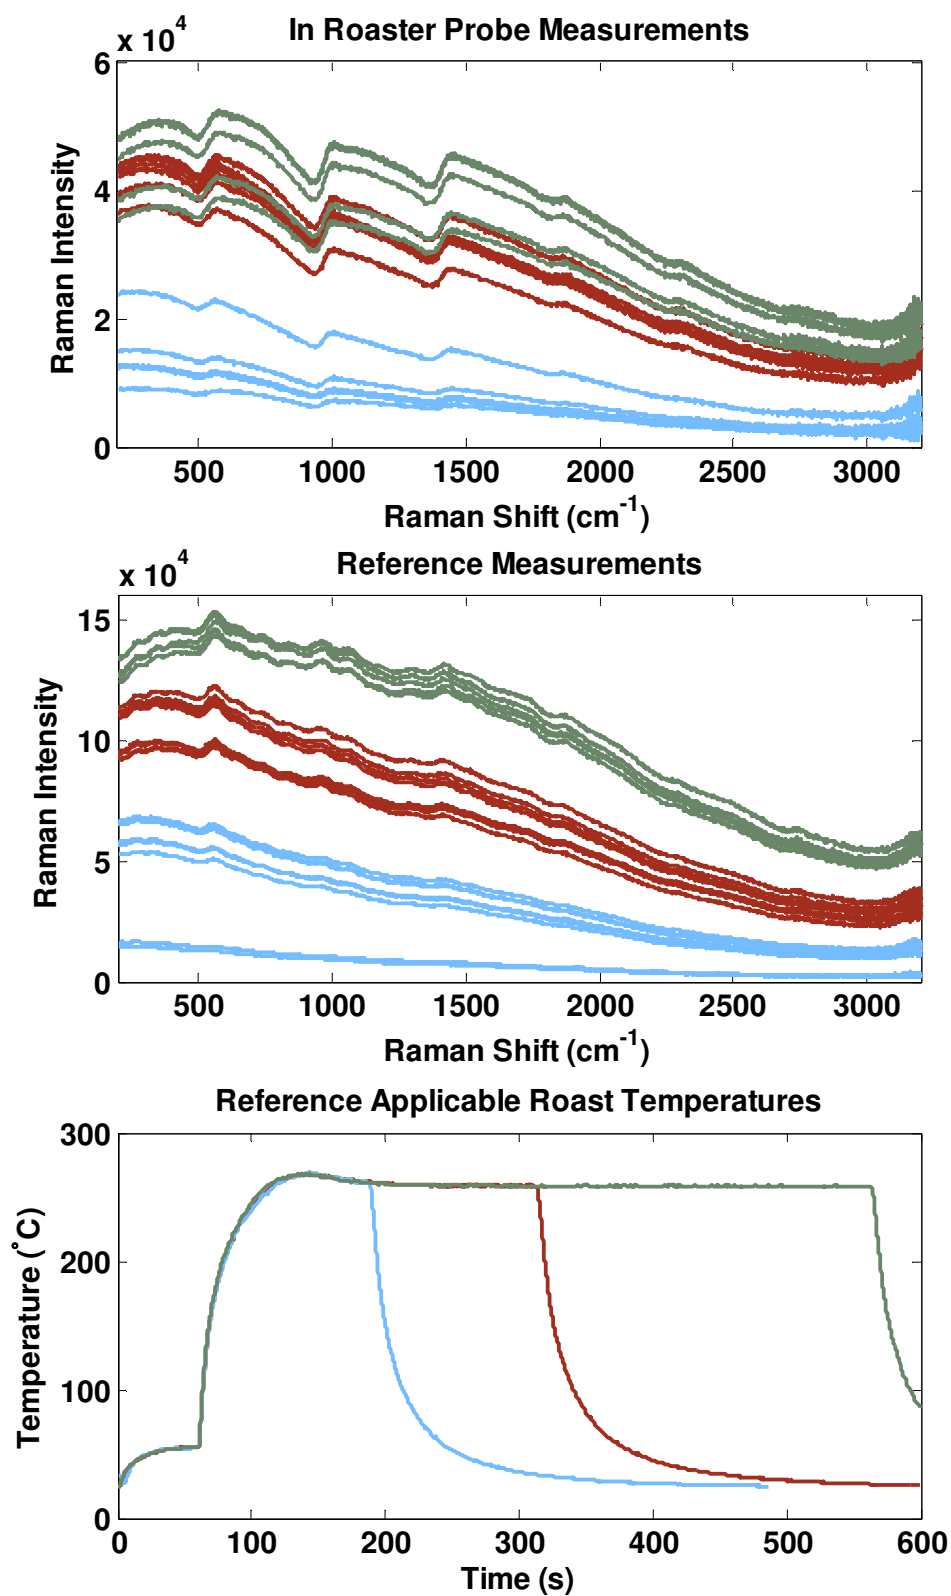 In Roaster Probe Measurements
x 10^4
6
4
2
0
Raman Intensity
500 1000 1500 2000 2500 3000
Raman Shift (cm^-1)
Reference Measurements
x 10^4
15
10
5
0
Raman Intensity
500 1000 1500 2000 2500 3000
Raman Shift (cm^-1)
Reference Applicable Roast Temperatures
300
200
100
0
Temperature (°C)
0 100 200 300 400 500 600
Time (s)